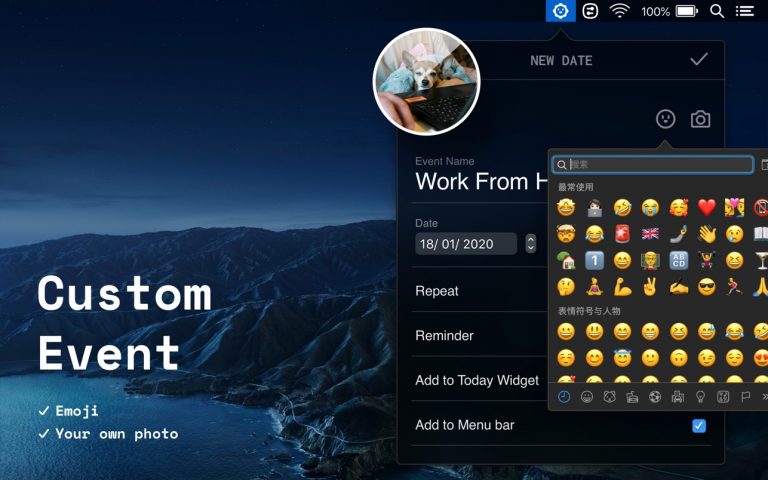 100%
NEW DATE
Event Name
Work From H
Date
18/ 01/ 2020
Repeat
Reminder
Add to Today Widget
Add to Menu bar
搜索
最常使用
表情符号与人物
Custom
Event
✓ Emoji
✓ Your own photo